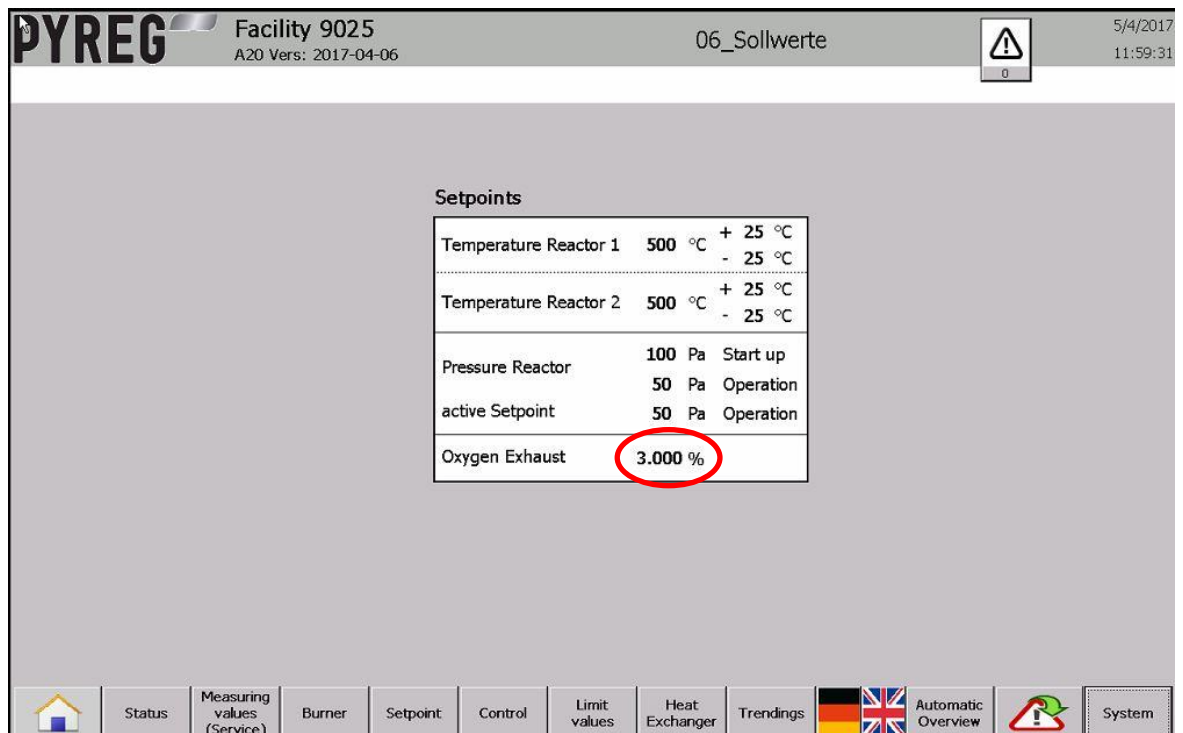 PYREG
Facility 9025
A20 Vers: 2017-04-06
06_Sollwerte
0
5/4/2017
11:59:31
Setpoints
Temperature Reactor 1 500 °C + 25 °C
- 25 °C
Temperature Reactor 2 500 °C + 25 °C
- 25 °C
Pressure Reactor 100 Pa Start up
50 Pa Operation
active Setpoint 50 Pa Operation
Oxygen Exhaust 3.000 %
Status
Measuring
values
(Service)
Burner
Setpoint
Control
Limit
values
Heat
Exchanger
Trendings
Automatic
Overview
R
System